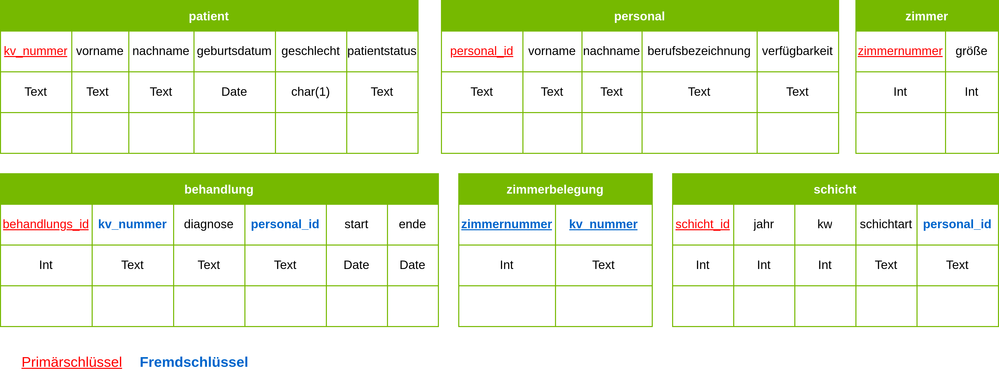 patient
kv_nummer vorname nachname geburtsdatum geschlecht patientstatus
Text Text Text Date char(1) Text
personal
personal_id vorname nachname berufsbezeichnung verfügbarkeit
Text Text Text Text Text
zimmer
zimmernummer größe
Int Int
behandlung
behandlungs_id kv_nummer diagnose personal_id start ende
Int Text Text Text Date Date
zimmerbelegung
zimmernummer kv_nummer
Int Text
schicht
schicht_id jahr kw schichtart personal_id
Int Int Int Text Text
Primärschlüssel Fremdschlüssel